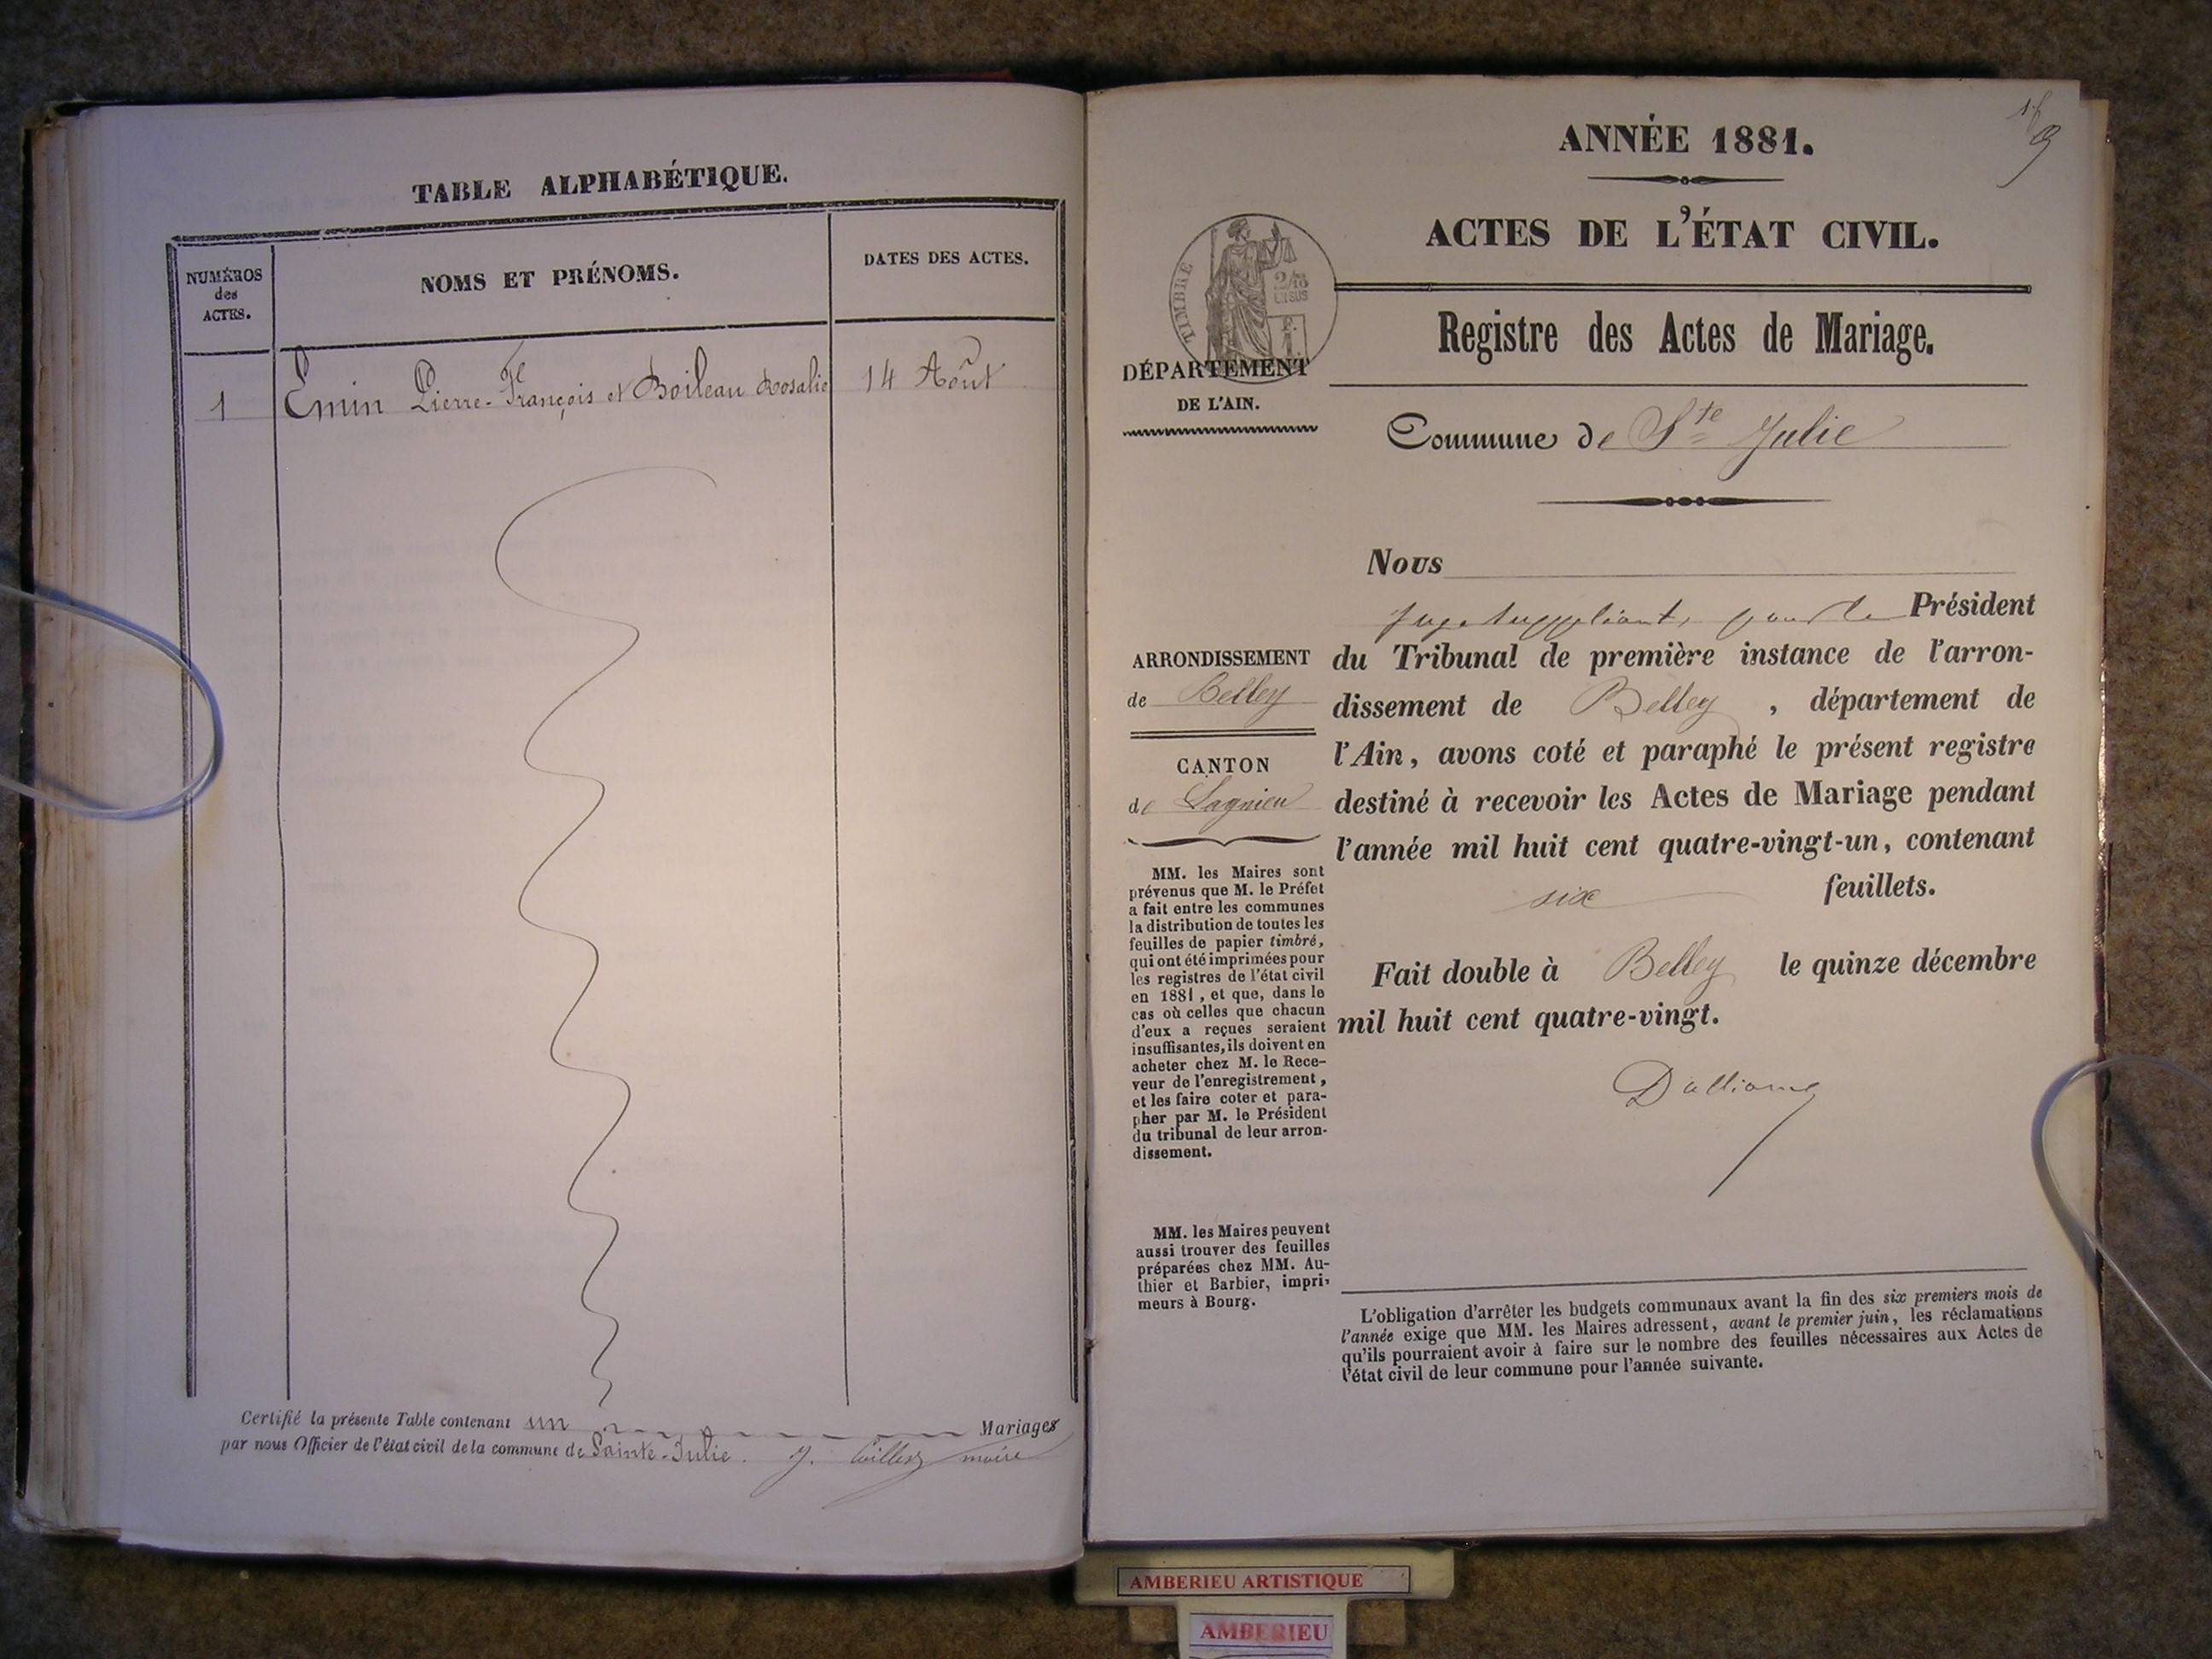 TABLE ALPHABÉTIQUE.
NUMÉROS
des
ACTES.
NOMS ET PRÉNOMS.
DATES DES ACTES.
1
Emin Pierre-François et Boileau Rosalie
14 Août
Certifié la présente Table contenant un Mariages
par nous Officier de l'état civil de la commune de Sainte-Julie. J. maire
ANNÉE 1881.
ACTES DE L'ÉTAT CIVIL.
TIMBRE
2/10
EN SUS
Registre des Actes de Mariage.
DÉPARTEMENT
DE L'AIN.
Commune de Ste Julie
Nous
Juge suppléant, pour le Président
du Tribunal de première instance de l'arron-
dissement de Belley, département de
l'Ain, avons coté et paraphé le présent registre
destiné à recevoir les Actes de Mariage pendant
l'année mil huit cent quatre-vingt-un, contenant
six feuillets.
Fait double à Belley le quinze décembre
mil huit cent quatre-vingt.
ARRONDISSEMENT
de Belley
CANTON
de Lagnieu
MM. les Maires sont
prévenus que M. le Préfet
a fait entre les communes
la distribution de toutes les
feuilles de papier timbré,
qui ont été imprimées pour
les registres de l'état civil
en 1881, et que, dans le
cas où celles que chacun
d'eux a reçues seraient
insuffisantes, ils doivent en
acheter chez M. le Rece-
veur de l'enregistrement,
et les faire coter et para-
pher par M. le Président
du tribunal de leur arron-
dissement.
MM. les Maires peuvent
aussi trouver des feuilles
préparées chez MM. Au-
thier et Barbier, impri-
meurs à Bourg.
L'obligation d'arrêter les budgets communaux avant la fin des six premiers mois de
l'année exige que MM. les Maires adressent, avant le premier juin, les réclamations
qu'ils pourraient avoir à faire sur le nombre des feuilles nécessaires aux Actes de
l'état civil de leur commune pour l'année suivante.
AMBERIEU ARTISTIQUE
AMBERIEU